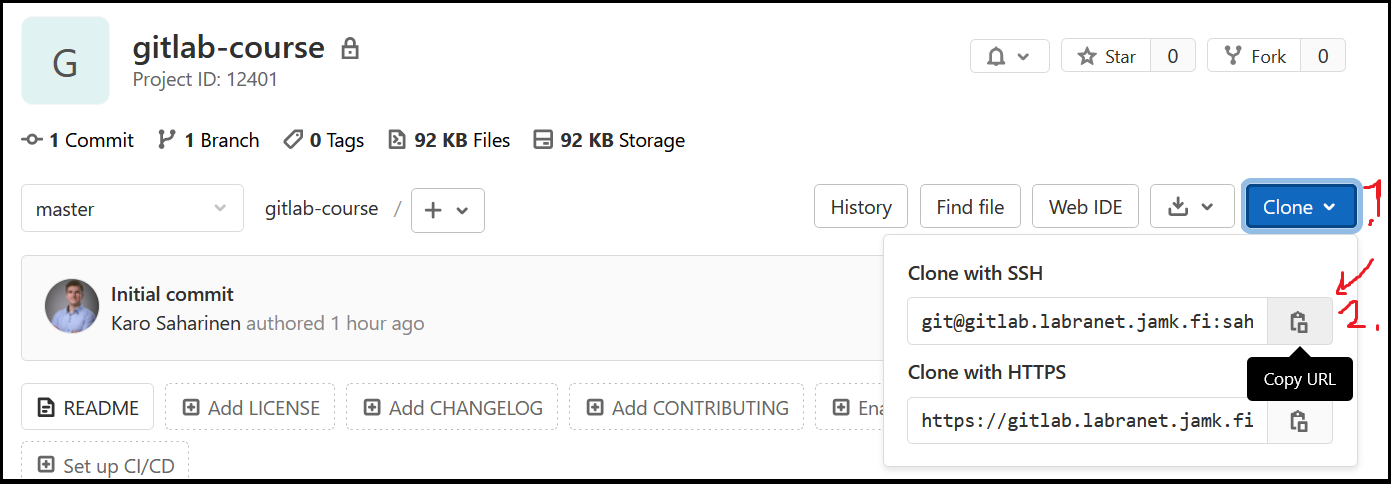 G
gitlab-course
Project ID: 12401
Star 0
Fork 0
1 Commit 1 Branch 0 Tags 92 KB Files 92 KB Storage
master
gitlab-course / +
History Find file Web IDE Clone
1.
Clone with SSH
git@gitlab.labranet.jamk.fi:sah
2.
Copy URL
Clone with HTTPS
https://gitlab.labranet.jamk.fi
Initial commit
Karo Saharinen authored 1 hour ago
README Add LICENSE Add CHANGELOG Add CONTRIBUTING Ena
Set up CI/CD